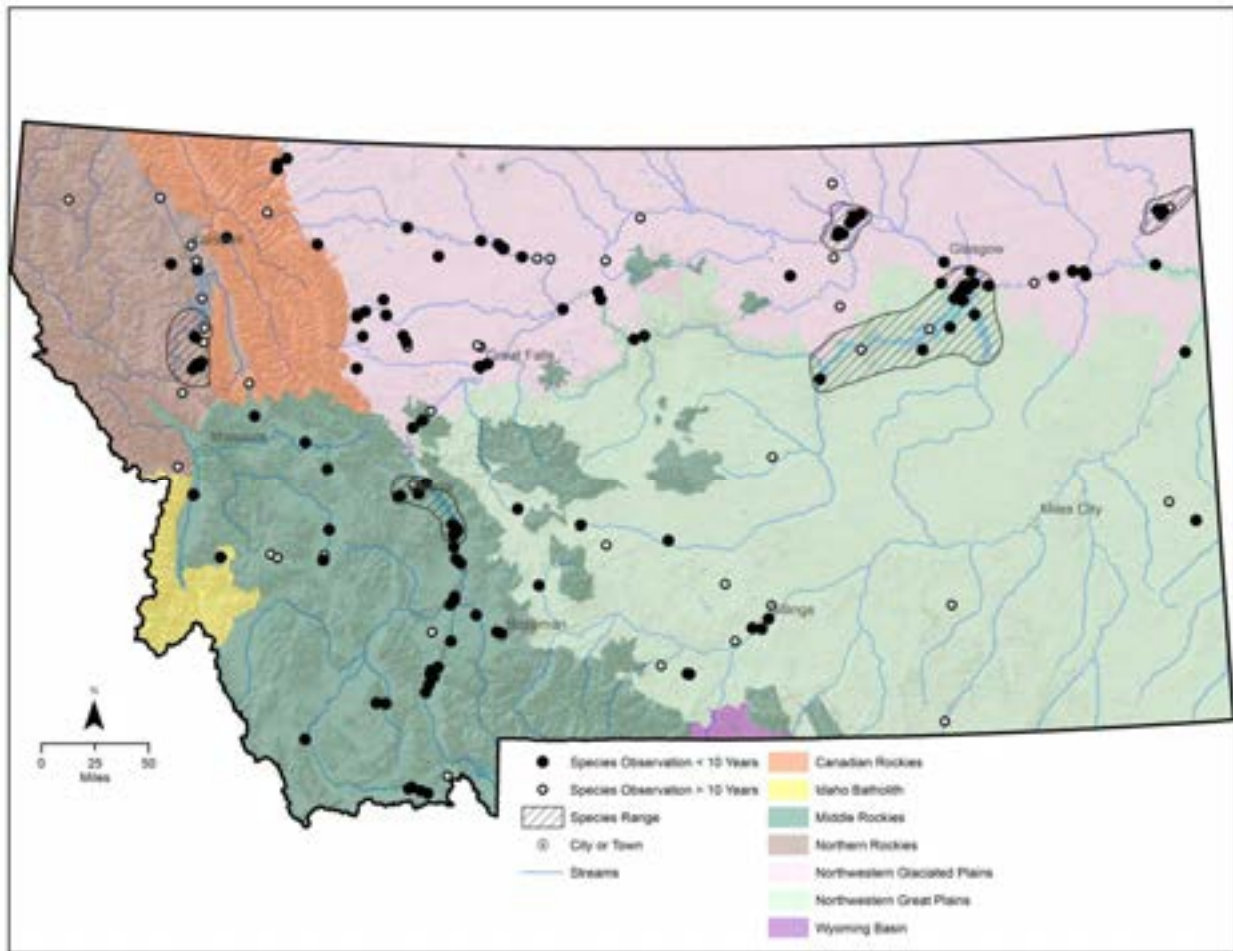 Glasgow
Great Falls
Missoula
Miles City
Billings
Bozeman
N
0 25 50
Miles
Species Observation < 10 Years
Species Observation > 10 Years
Species Range
City or Town
Streams
Canadian Rockies
Idaho Batholith
Middle Rockies
Northern Rockies
Northwestern Glaciated Plains
Northwestern Great Plains
Wyoming Basin